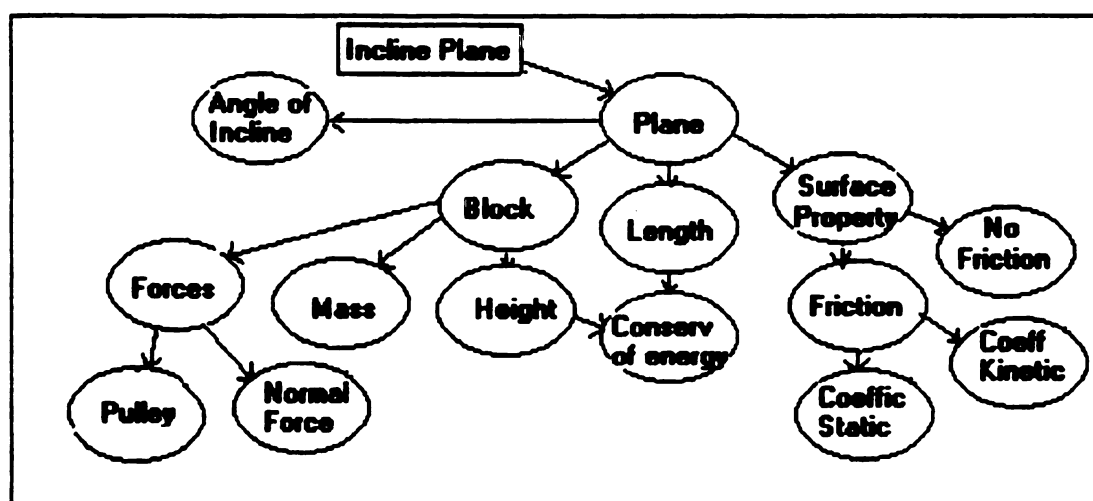 Incline Plane
Angle of
Incline
Plane
Surface
Property
Block
Length
No
Friction
Forces
Mass
Height
Friction
Conserv
of energy
Coeff
Kinetic
Pulley
Normal
Force
Coeffic
Static